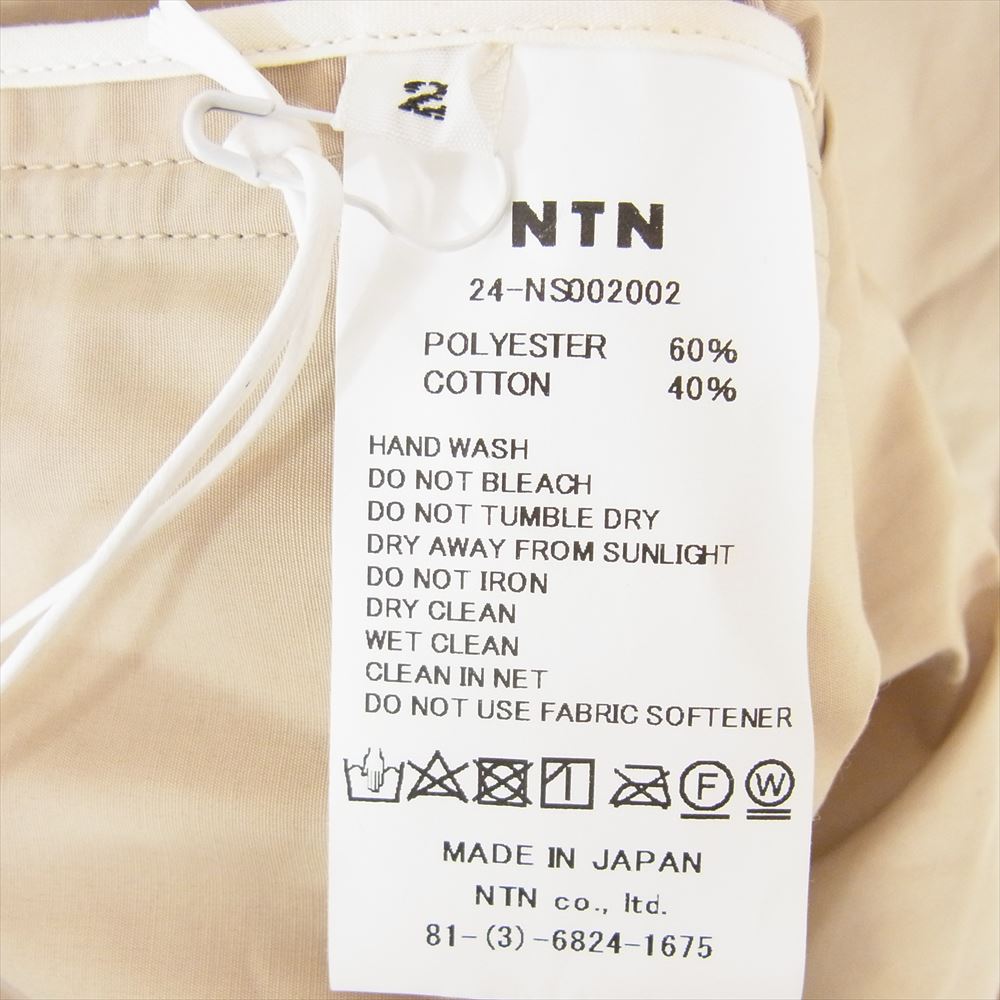 2
NTN
24-NS002002
POLYESTER 60%
COTTON 40%
HAND WASH
DO NOT BLEACH
DO NOT TUMBLE DRY
DRY AWAY FROM SUNLIGHT
DO NOT IRON
DRY CLEAN
WET CLEAN
CLEAN IN NET
DO NOT USE FABRIC SOFTENER
F W
MADE IN JAPAN
NTN co., ltd.
81-(3)-6824-1675